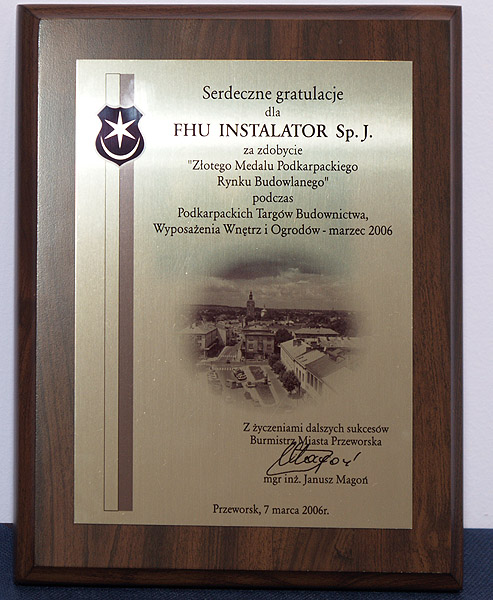 Serdeczne gratulacje
dla
FHU INSTALATOR Sp. J.
za zdobycie
"Złotego Medalu Podkarpackiego
Rynku Budowlanego"
podczas
Podkarpackich Targów Budownictwa,
Wyposażenia Wnętrz i Ogrodów - marzec 2006
Z życzeniami dalszych sukcesów
Burmistrz Miasta Przeworska
mgr inż. Janusz Magoń
Przeworsk, 7 marca 2006r.